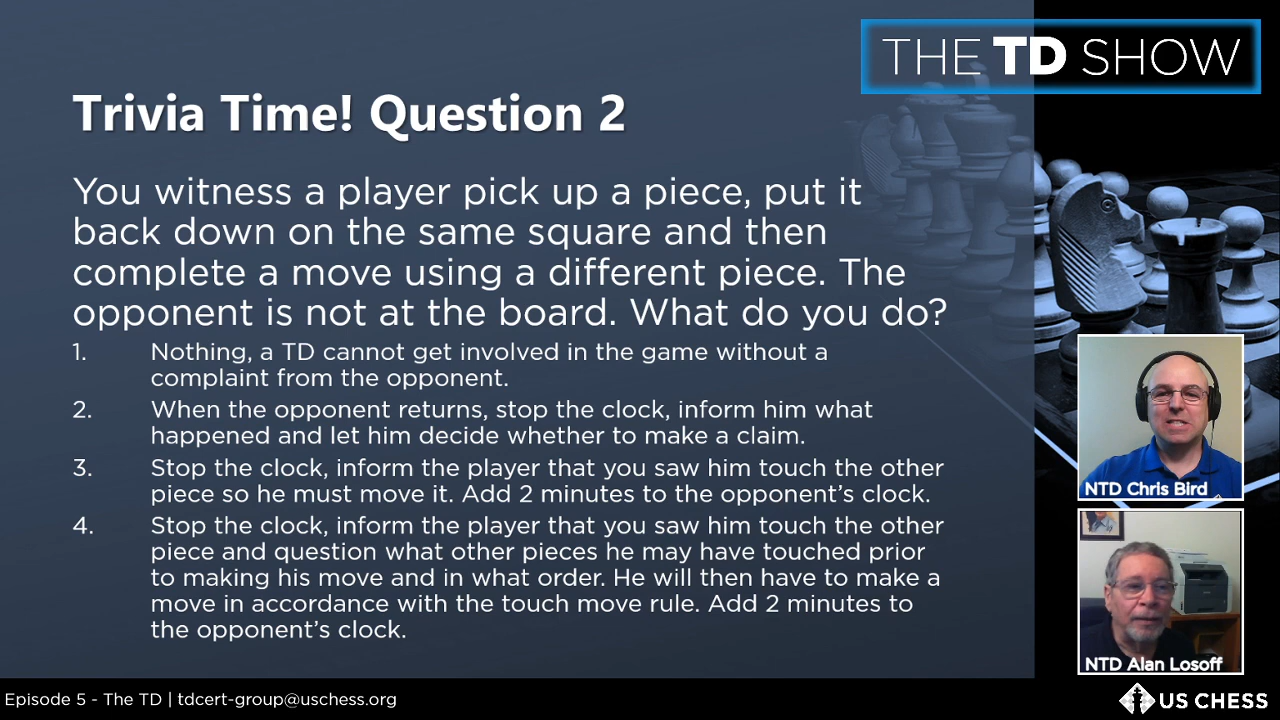 THE TD SHOW
Trivia Time! Question 2
You witness a player pick up a piece, put it
back down on the same square and then
complete a move using a different piece. The
opponent is not at the board. What do you do?
1. Nothing, a TD cannot get involved in the game without a
complaint from the opponent.
2. When the opponent returns, stop the clock, inform him what
happened and let him decide whether to make a claim.
3. Stop the clock, inform the player that you saw him touch the other
piece so he must move it. Add 2 minutes to the opponent's clock.
4. Stop the clock, inform the player that you saw him touch the other
piece and question what other pieces he may have touched prior
to making his move and in what order. He will then have to make a
move in accordance with the touch move rule. Add 2 minutes to
the opponent's clock.
NTD Chris Bird
NTD Alan Losoff
Episode 5 - The TD | tdcert-group@uschess.org
US CHESS